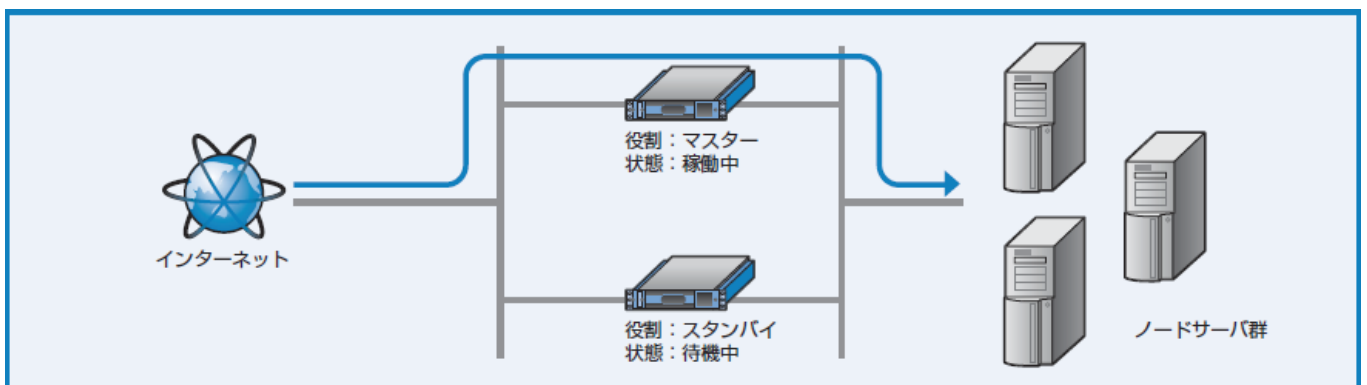 役割：マスター
状態：稼働中
インターネット
役割：スタンバイ
状態：待機中
ノードサーバ群